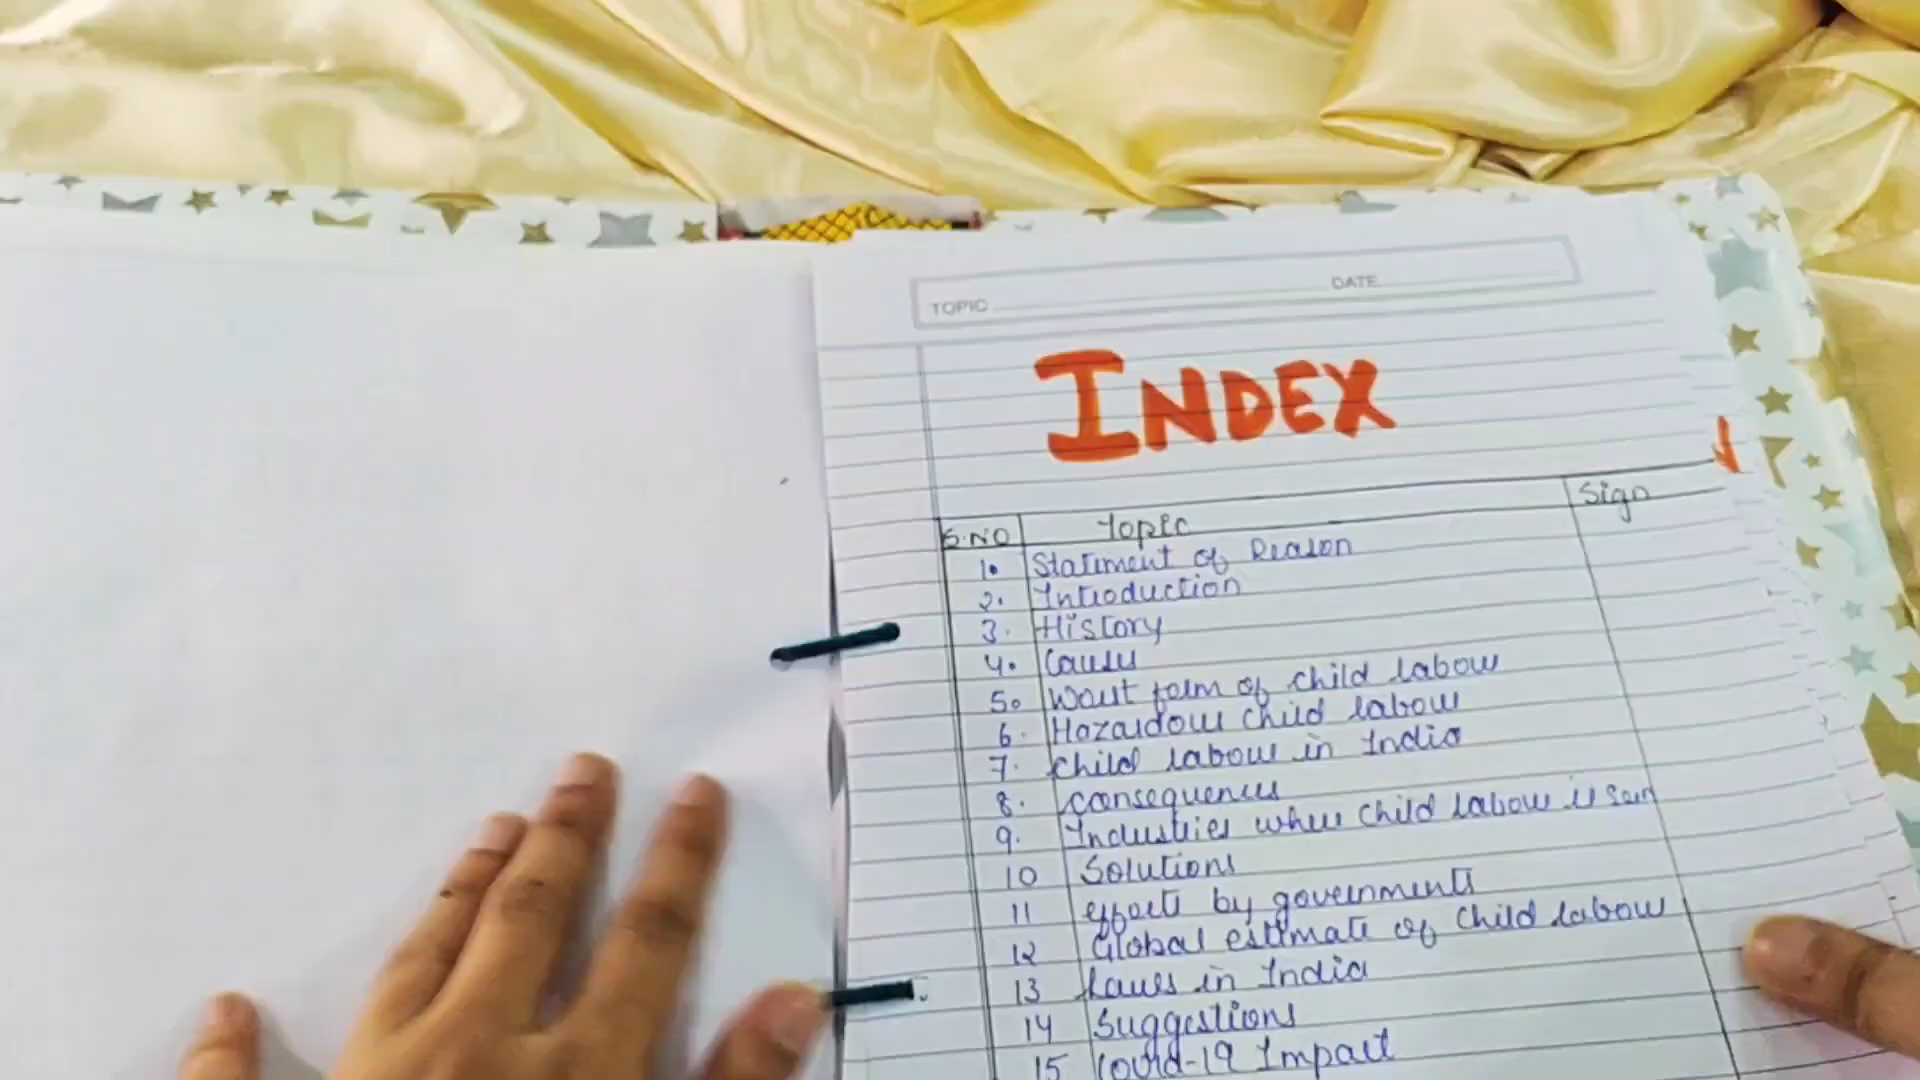 TOPIC DATE
INDEX
S.NO Topic Sign
1. Statement of Reason
2. Introduction
3. History
4. Causes
5. Worst form of child labour
6. Hazardous child labour
7. child labour in India
8. consequences
9. Industries where child labour is seen
10 Solutions
11 efforts by governments
12 Global estimate of child labour
13 Laws in India
14 Suggestions
15 Covid-19 Impact